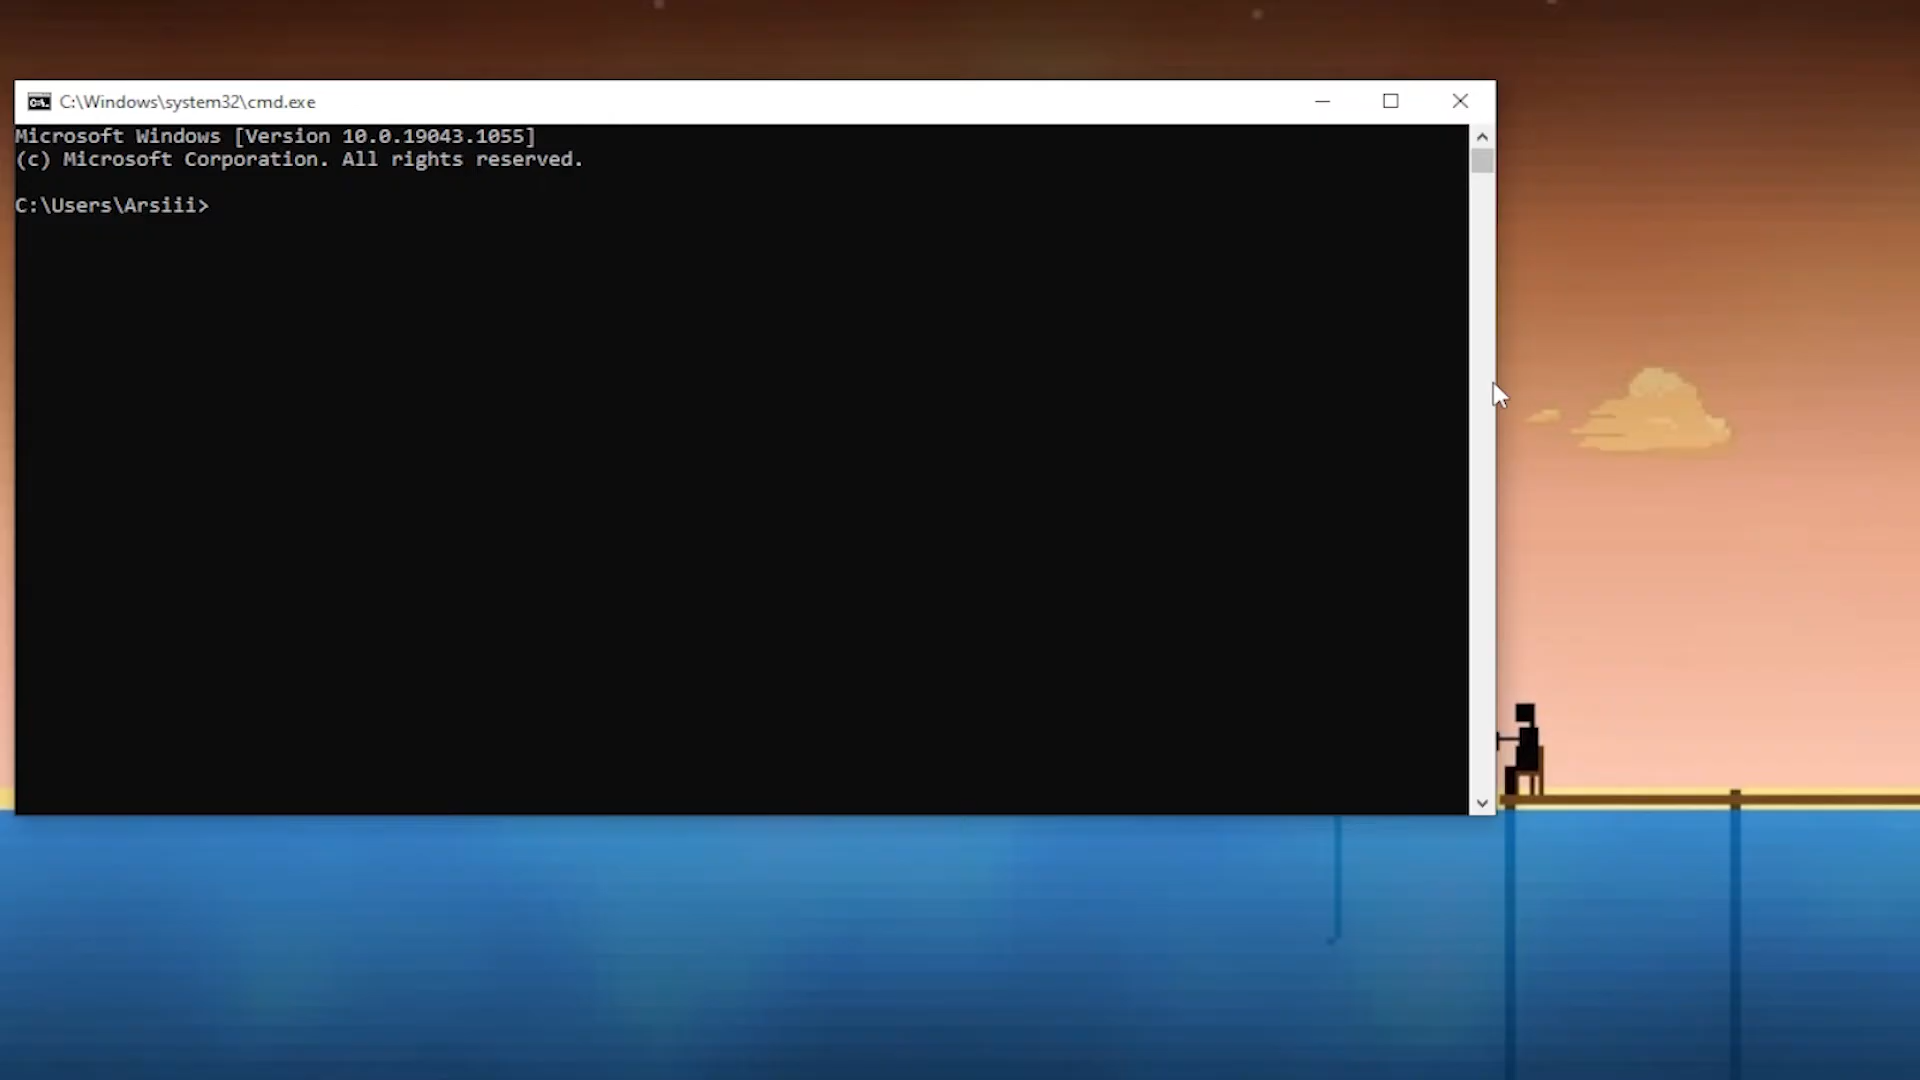 C:\Windows\system32\cmd.exe
Microsoft Windows [Version 10.0.19043.1055]
(c) Microsoft Corporation. All rights reserved.
C:\Users\Arsiii>